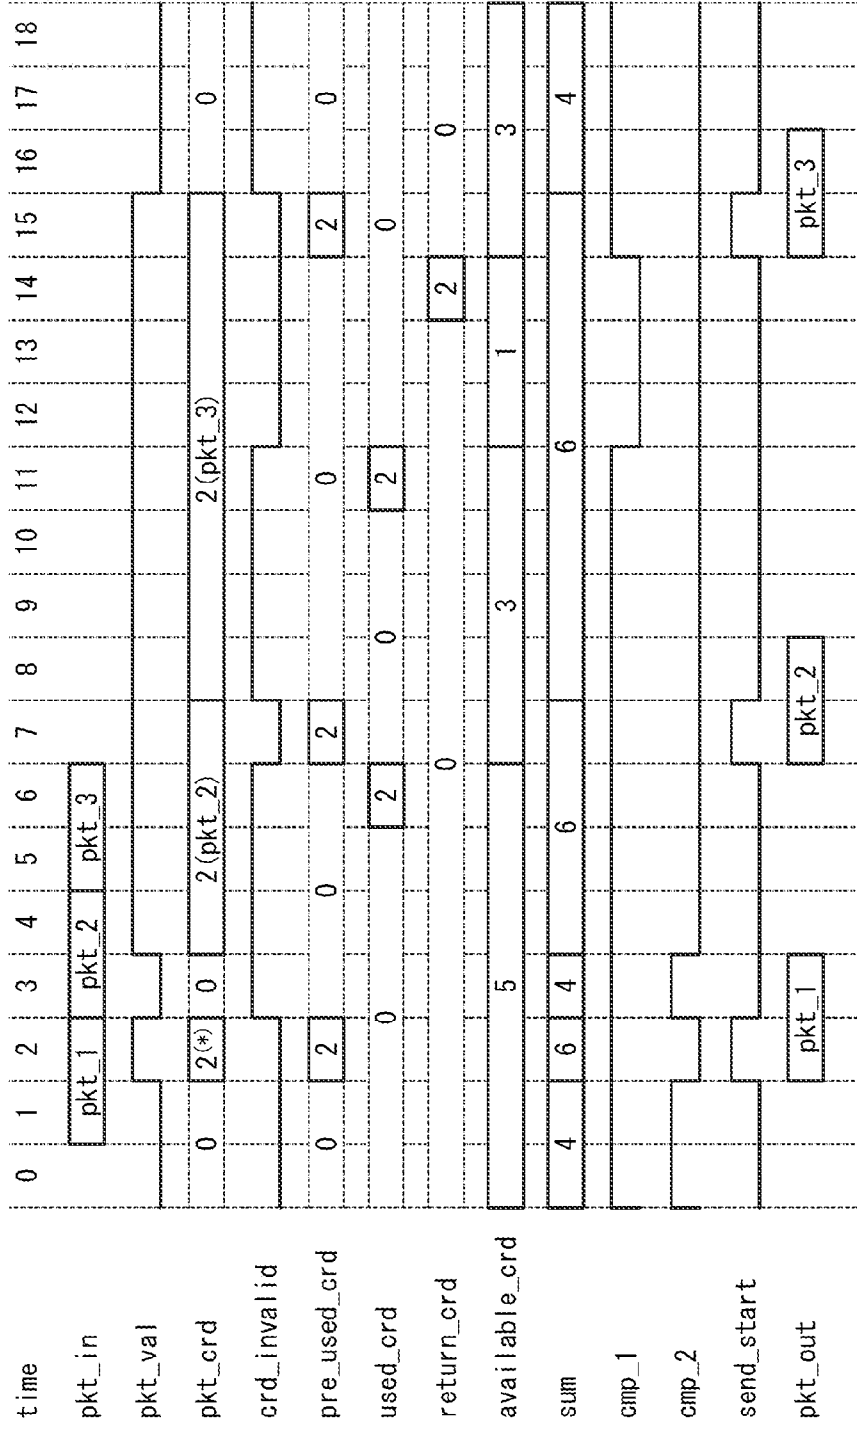 time 0 1 2 3 4 5 6 7 8 9 10 11 12 13 14 15 16 17 18
pkt_in pkt_1 pkt_2 pkt_3
pkt_val
pkt_crd 0 2(*) 0 2(pkt_2) 2(pkt_3) 0
crd_invalid
pre_used_crd 0 2 0 2 0 2 0
used_crd 0 2 0 2 0
return_crd 0 2 0
available_crd 5 3 1 3
sum 4 6 4 6 6 4
cmp_1
cmp_2
send_start
pkt_out pkt_1 pkt_2 pkt_3